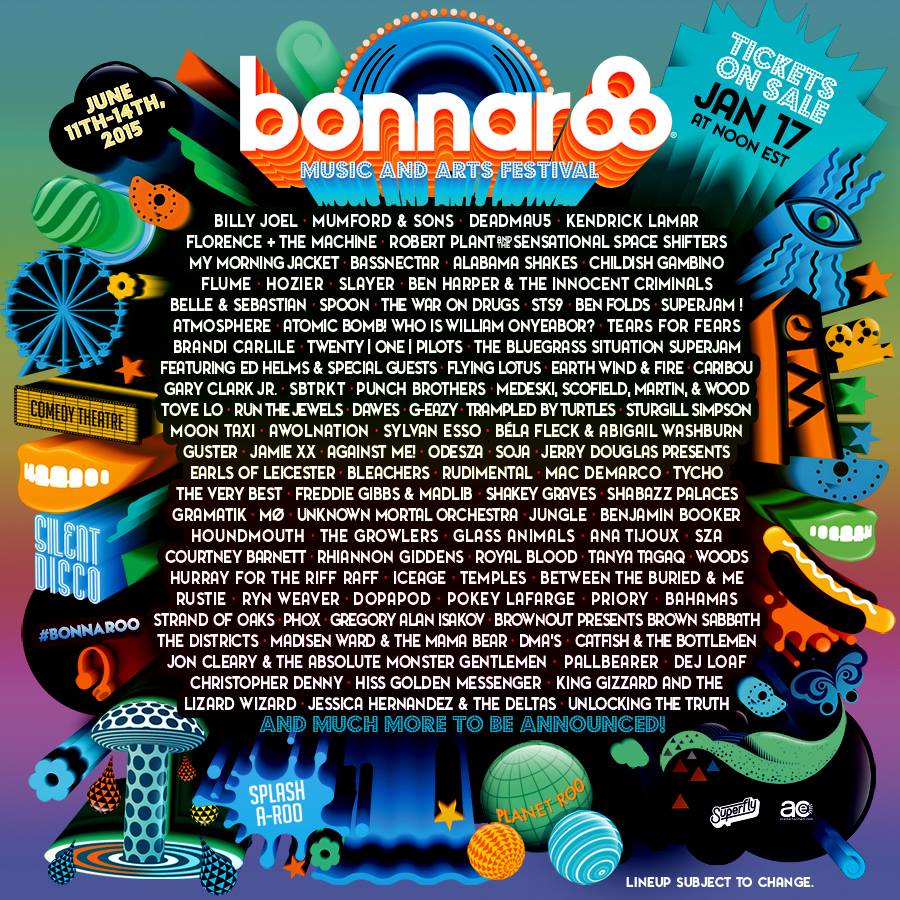 JUNE
11TH-14TH,
2015
bonnaroo
MUSIC AND ARTS FESTIVAL
TICKETS
ON SALE
JAN 17
AT NOON EST
BILLY JOEL · MUMFORD & SONS · DEADMAU5 · KENDRICK LAMAR
FLORENCE + THE MACHINE · ROBERT PLANT AND THE SENSATIONAL SPACE SHIFTERS
MY MORNING JACKET · BASSNECTAR · ALABAMA SHAKES · CHILDISH GAMBINO
FLUME · HOZIER · SLAYER · BEN HARPER & THE INNOCENT CRIMINALS
BELLE & SEBASTIAN · SPOON · THE WAR ON DRUGS · STS9 · BEN FOLDS · SUPERJAM !
ATMOSPHERE · ATOMIC BOMB! WHO IS WILLIAM ONYEABOR? · TEARS FOR FEARS
BRANDI CARLILE · TWENTY | ONE | PILOTS · THE BLUEGRASS SITUATION SUPERJAM
FEATURING ED HELMS & SPECIAL GUESTS · FLYING LOTUS · EARTH WIND & FIRE · CARIBOU
GARY CLARK JR. · SBTRKT · PUNCH BROTHERS · MEDESKI, SCOFIELD, MARTIN, & WOOD
TOVE LO · RUN THE JEWELS · DAWES · G-EAZY · TRAMPLED BY TURTLES · STURGILL SIMPSON
MOON TAXI · AWOLNATION · SYLVAN ESSO · BÉLA FLECK & ABIGAIL WASHBURN
GUSTER · JAMIE XX · AGAINST ME! · ODESZA · SOJA · JERRY DOUGLAS PRESENTS
EARLS OF LEICESTER · BLEACHERS · RUDIMENTAL · MAC DEMARCO · TYCHO
THE VERY BEST · FREDDIE GIBBS & MADLIB · SHAKEY GRAVES · SHABAZZ PALACES
GRAMATIK · MØ · UNKNOWN MORTAL ORCHESTRA · JUNGLE · BENJAMIN BOOKER
HOUNDMOUTH · THE GROWLERS · GLASS ANIMALS · ANA TIJOUX · SZA
COURTNEY BARNETT · RHIANNON GIDDENS · ROYAL BLOOD · TANYA TAGAQ · WOODS
HURRAY FOR THE RIFF RAFF · ICEAGE · TEMPLES · BETWEEN THE BURIED & ME
RUSTIE · RYN WEAVER · DOPAPOD · POKEY LAFARGE · PRIORY · BAHAMAS
STRAND OF OAKS · PHOX · GREGORY ALAN ISAKOV · BROWNOUT PRESENTS BROWN SABBATH
THE DISTRICTS · MADISEN WARD & THE MAMA BEAR · DMA'S · CATFISH & THE BOTTLEMEN
JON CLEARY & THE ABSOLUTE MONSTER GENTLEMEN · PALLBEARER · DEJ LOAF
CHRISTOPHER DENNY · HISS GOLDEN MESSENGER · KING GIZZARD AND THE
LIZARD WIZARD · JESSICA HERNANDEZ & THE DELTAS · UNLOCKING THE TRUTH
AND MUCH MORE TO BE ANNOUNCED!
COMEDY THEATRE
SILENT
DISCO
#BONNAROO
SPLASH
A-ROO
PLANET ROO
Superfly
ae
LINEUP SUBJECT TO CHANGE.